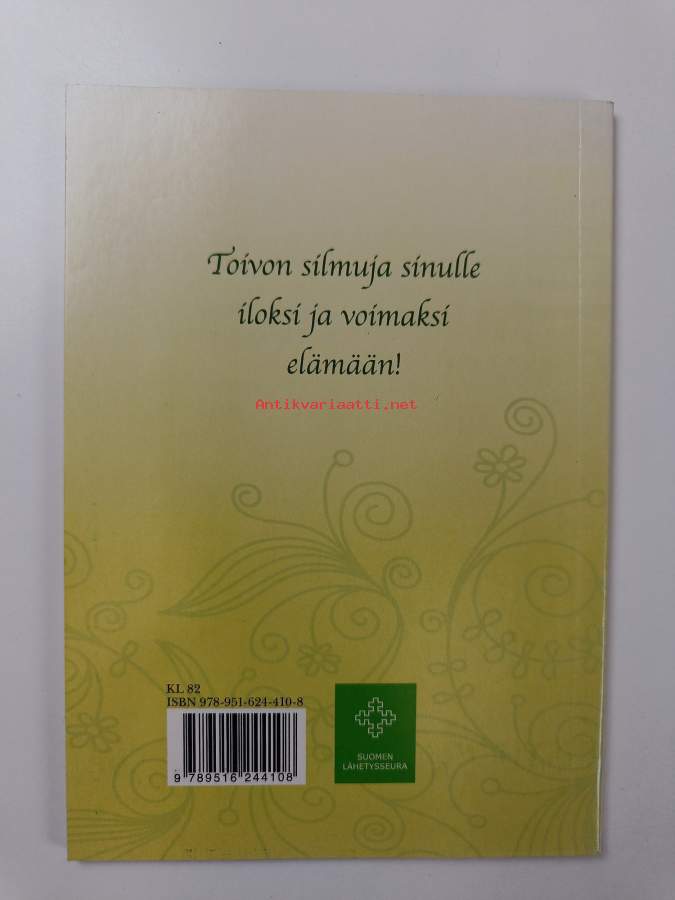 Toivon silmuja sinulle
iloksi ja voimaksi
elämään!
Antikvariaatti.net
KL 82
ISBN 978-951-624-410-8
9 789516 244108
SUOMEN
LÄHETYSSEURA